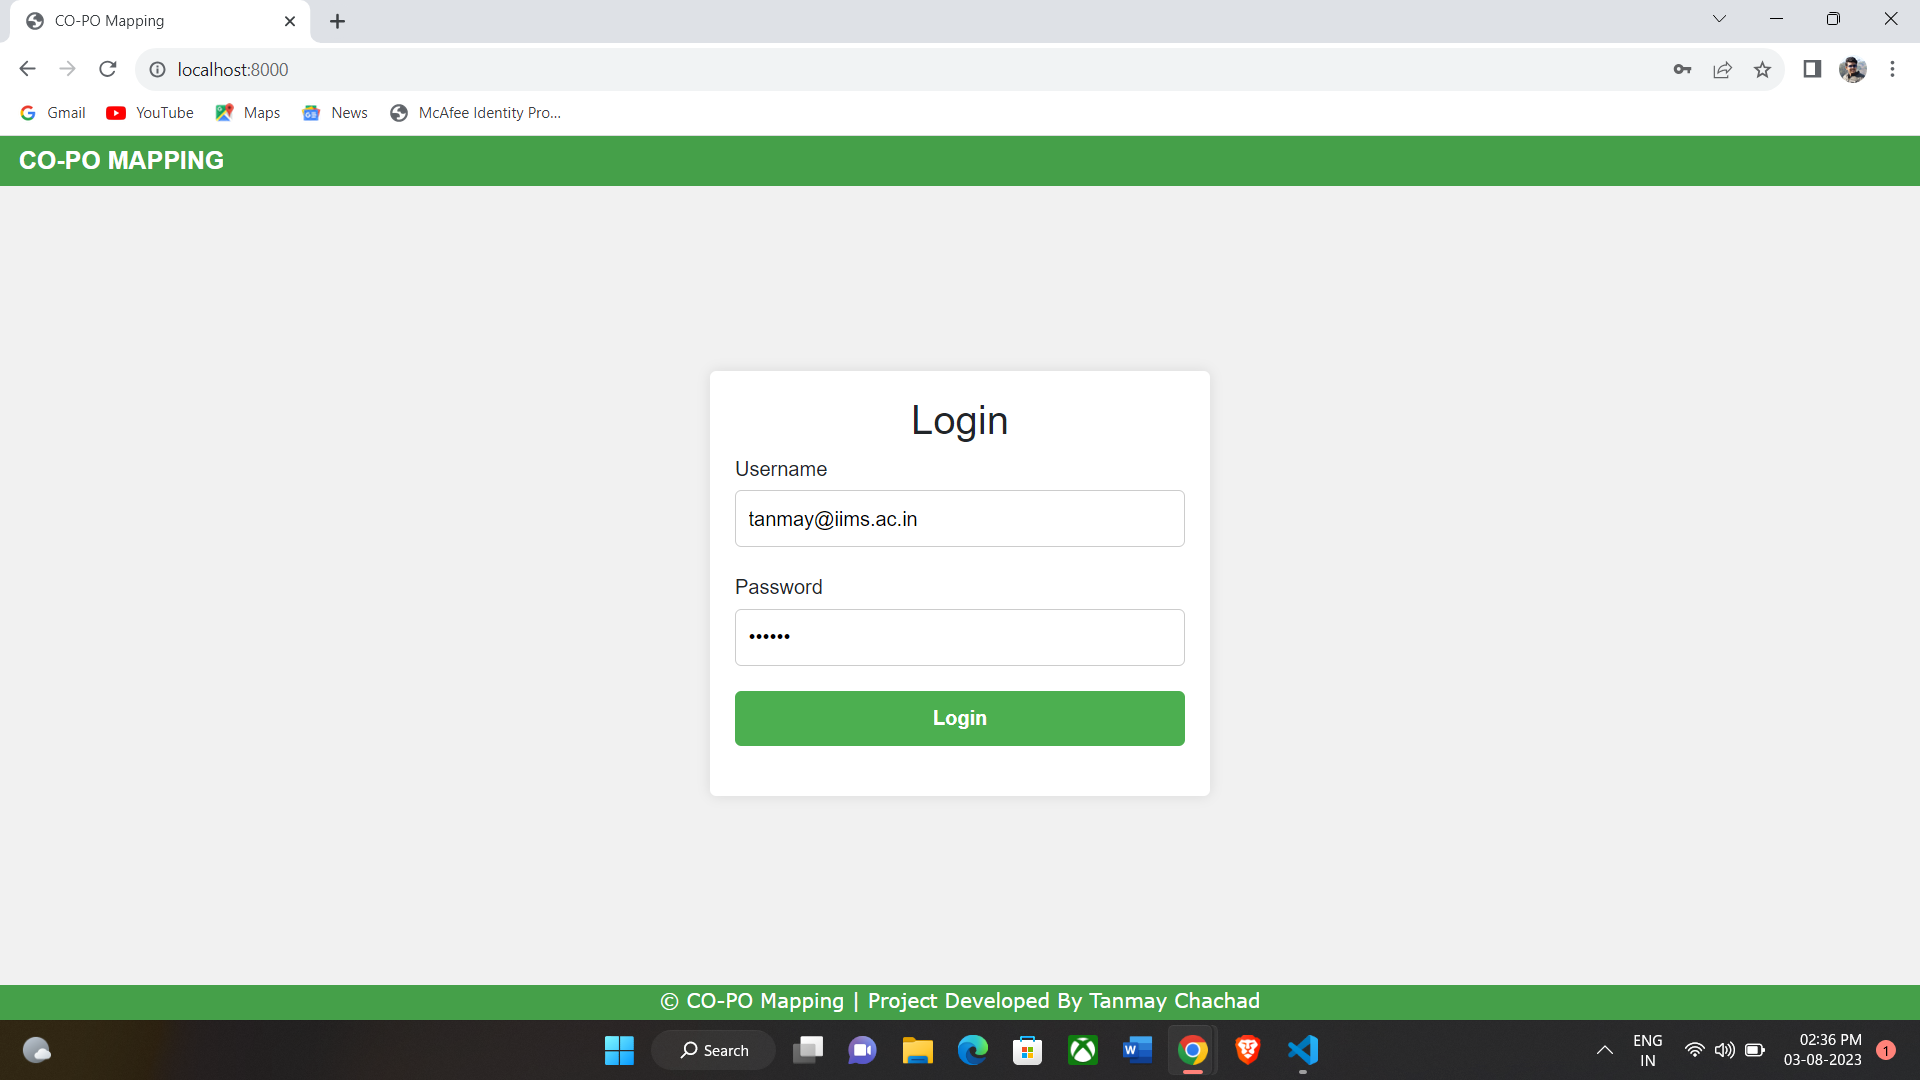 CO-PO Mapping
localhost:8000
Gmail YouTube Maps News McAfee Identity Pro...
CO-PO MAPPING
Login
Username
tanmay@iims.ac.in
Password
••••••
Login
© CO-PO Mapping | Project Developed By Tanmay Chachad
Search
ENG
IN
02:36 PM
03-08-2023
1